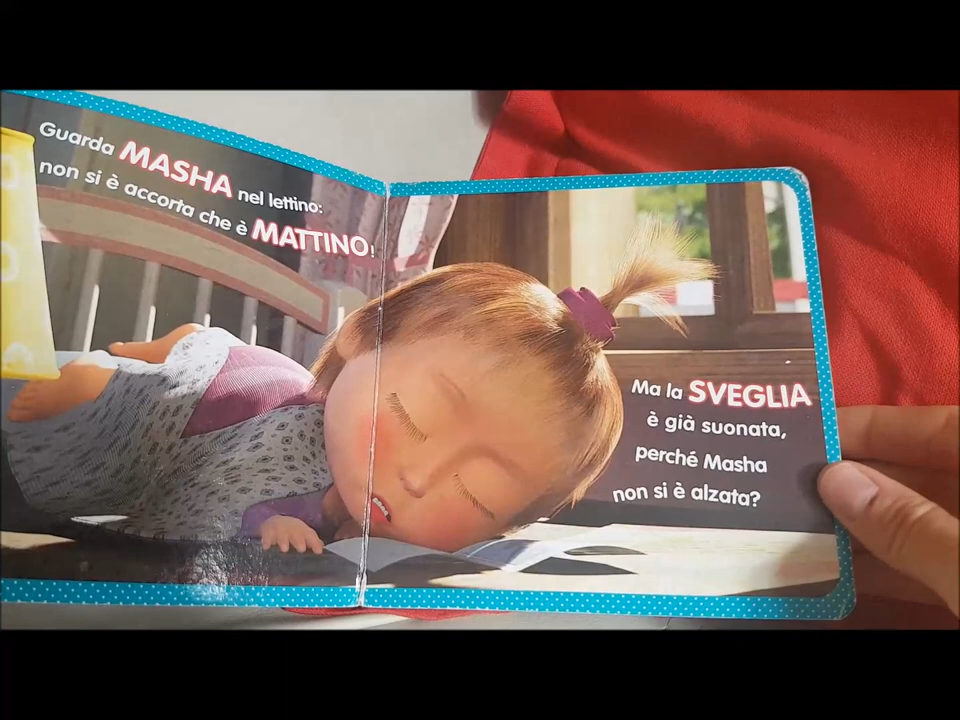 Guarda MASHA nel lettino:
non si è accorta che è MATTINO!
Ma la SVEGLIA
è già suonata,
perché Masha
non si è alzata?